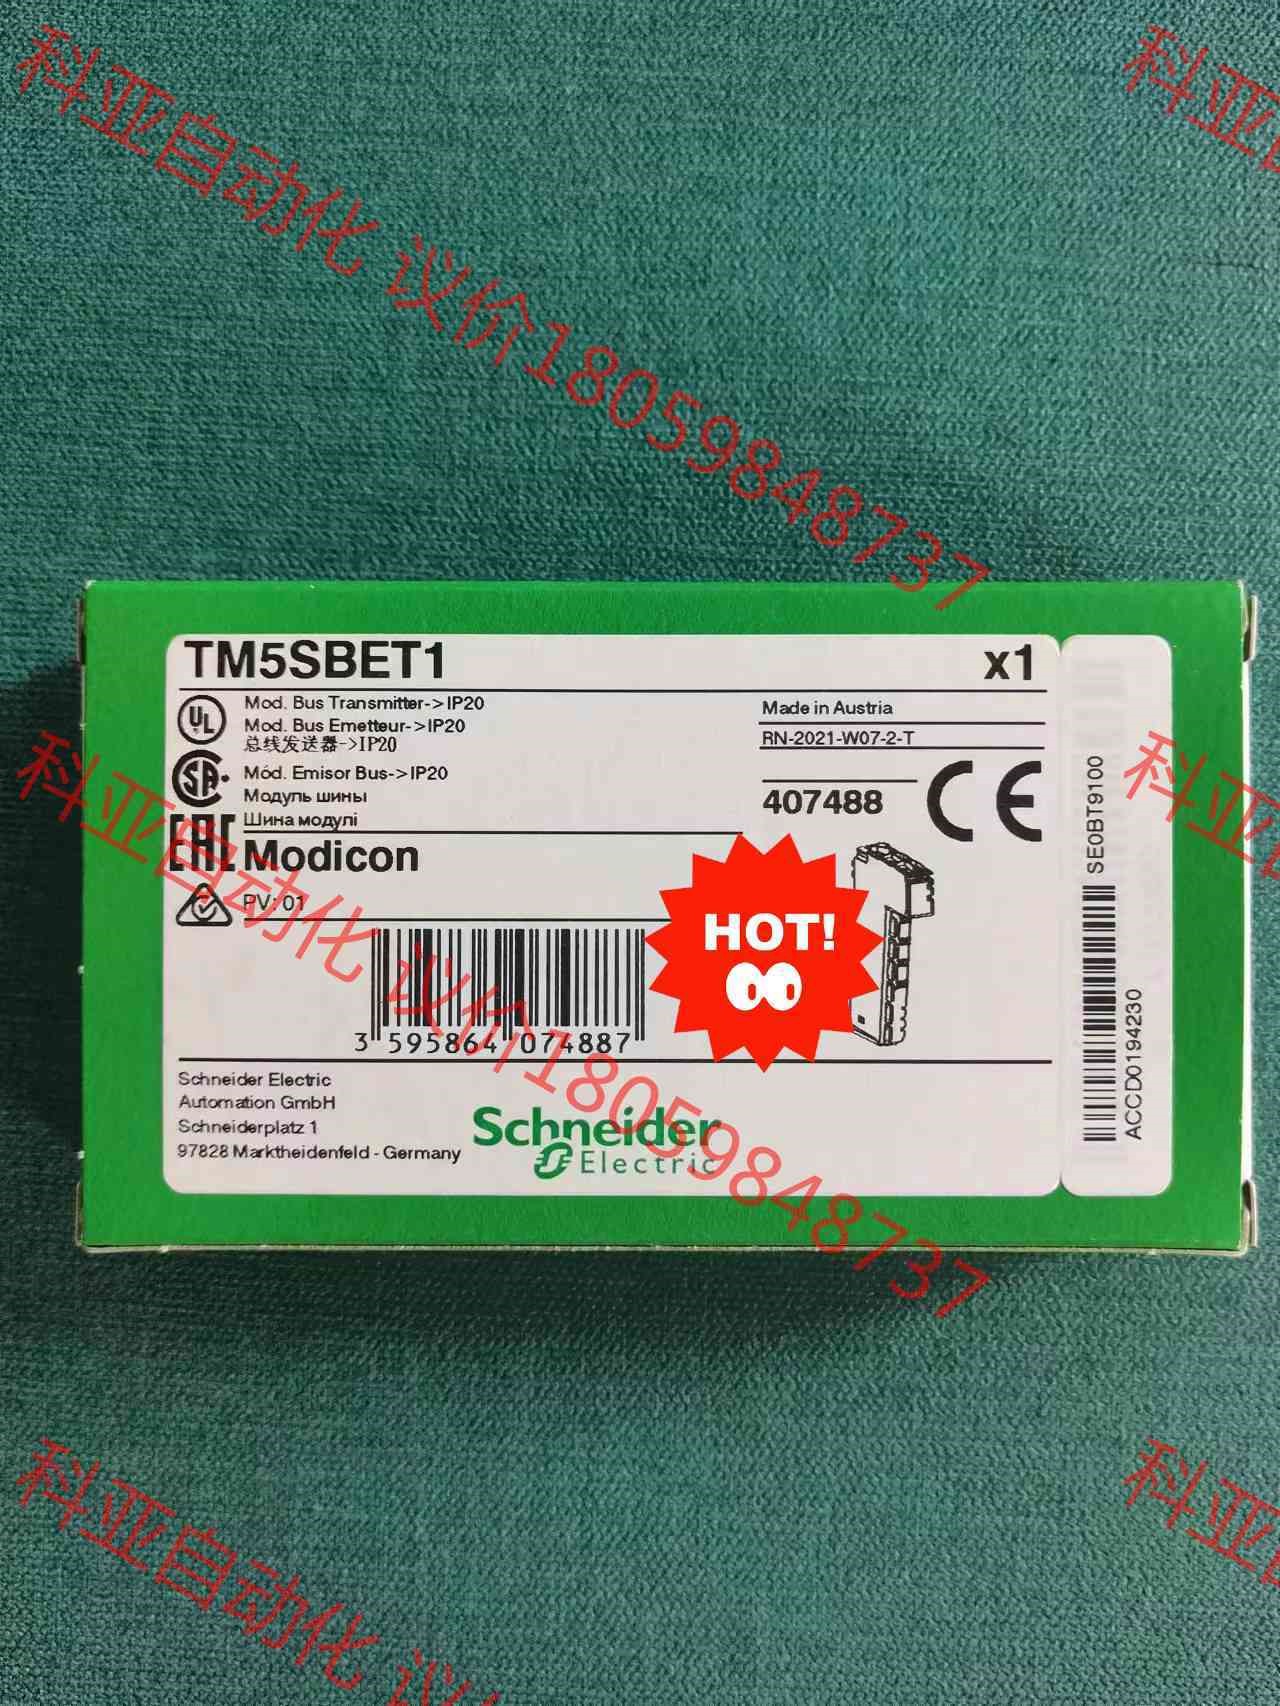 科亚自动化 议价18059848737
科亚
TM5SBET1
x1
UL
Mod. Bus Transmitter->IP20
Mod. Bus Emetteur->IP20
总线发送器->IP20
SA
Mód. Emisor Bus->IP20
Модуль шины
Шина модулі
EAC
Modicon
PV: 01
Made in Austria
RN-2021-W07-2-T
407488
CE
HOT!
3 595864 074887
Schneider Electric
Automation GmbH
Schneiderplatz 1
97828 Marktheidenfeld - Germany
Schneider
Electric
SE0BT9100
ACCD0194230
科亚自动化 议价18059848737
科亚
科亚自动化 议价
科亚